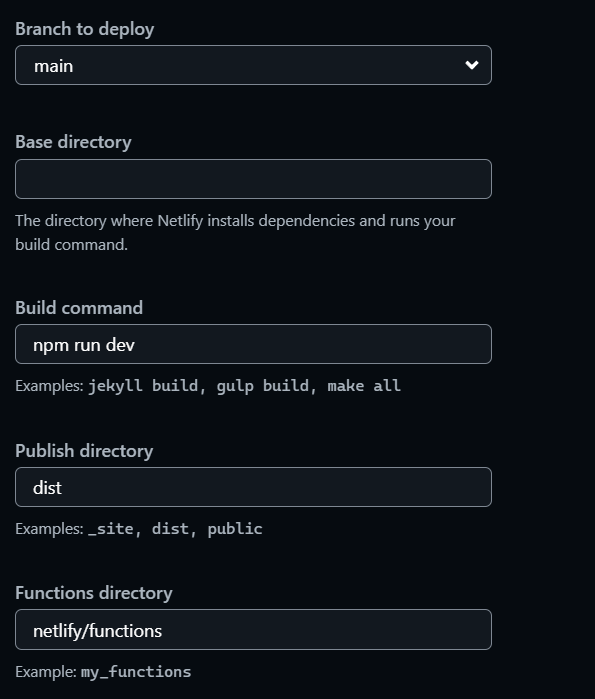 Branch to deploy
main
Base directory
The directory where Netlify installs dependencies and runs your
build command.
Build command
npm run dev
Examples: jekyll build, gulp build, make all
Publish directory
dist
Examples: _site, dist, public
Functions directory
netlify/functions
Example: my_functions